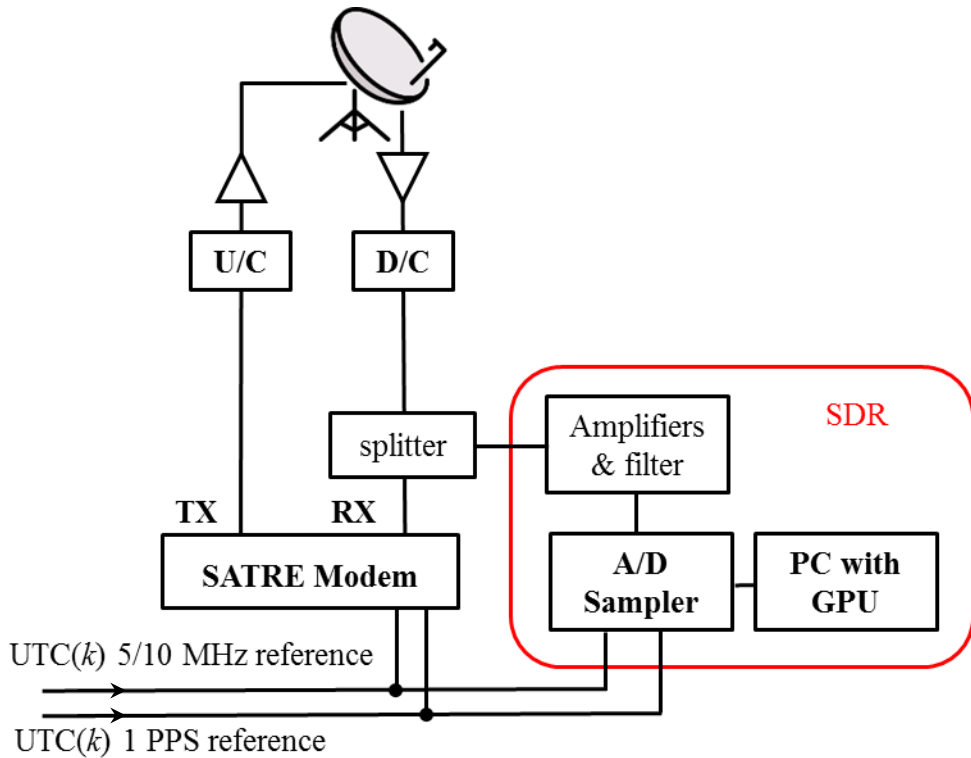 U/C
D/C
SDR
Amplifiers
& filter
splitter
TX
RX
SATRE Modem
A/D
Sampler
PC with
GPU
UTC(k) 5/10 MHz reference
UTC(k) 1 PPS reference